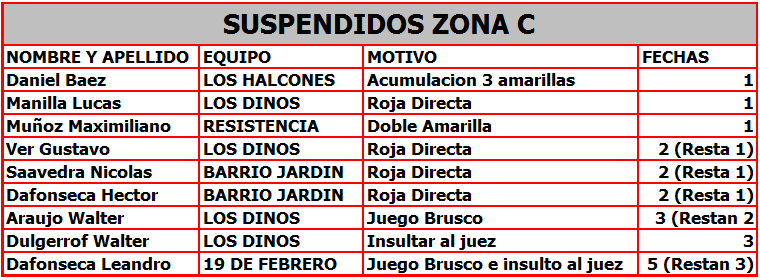 SUSPENDIDOS ZONA C
NOMBRE Y APELLIDO EQUIPO MOTIVO FECHAS
Daniel Baez LOS HALCONES Acumulacion 3 amarillas 1
Manilla Lucas LOS DINOS Roja Directa 1
Muñoz Maximiliano RESISTENCIA Doble Amarilla 1
Ver Gustavo LOS DINOS Roja Directa 2 (Resta 1)
Saavedra Nicolas BARRIO JARDIN Roja Directa 2 (Resta 1)
Dafonseca Hector BARRIO JARDIN Roja Directa 2 (Resta 1)
Araujo Walter LOS DINOS Juego Brusco 3 (Restan 2
Dulgerrof Walter LOS DINOS Insultar al juez 3
Dafonseca Leandro 19 DE FEBRERO Juego Brusco e insulto al juez 5 (Restan 3)